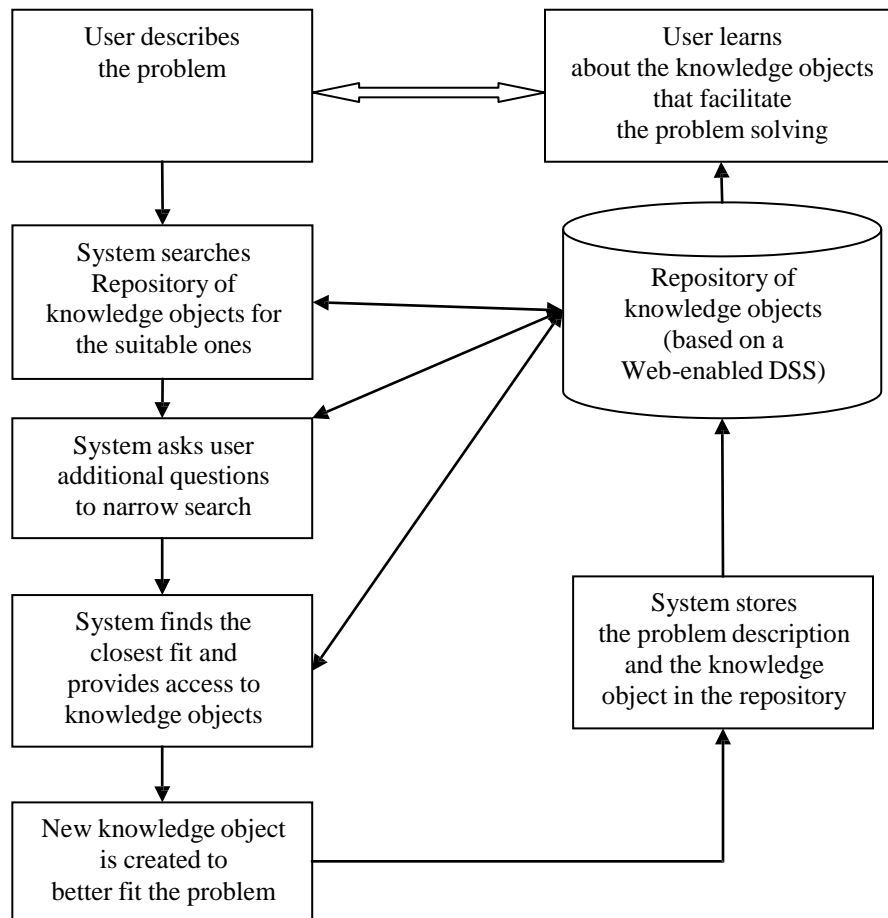 User describes
the problem
User learns
about the knowledge objects
that facilitate
the problem solving
System searches
Repository of
knowledge objects for
the suitable ones
Repository of
knowledge objects
(based on a
Web-enabled DSS)
System asks user
additional questions
to narrow search
System finds the
closest fit and
provides access to
knowledge objects
System stores
the problem description
and the knowledge
object in the repository
New knowledge object
is created to
better fit the problem